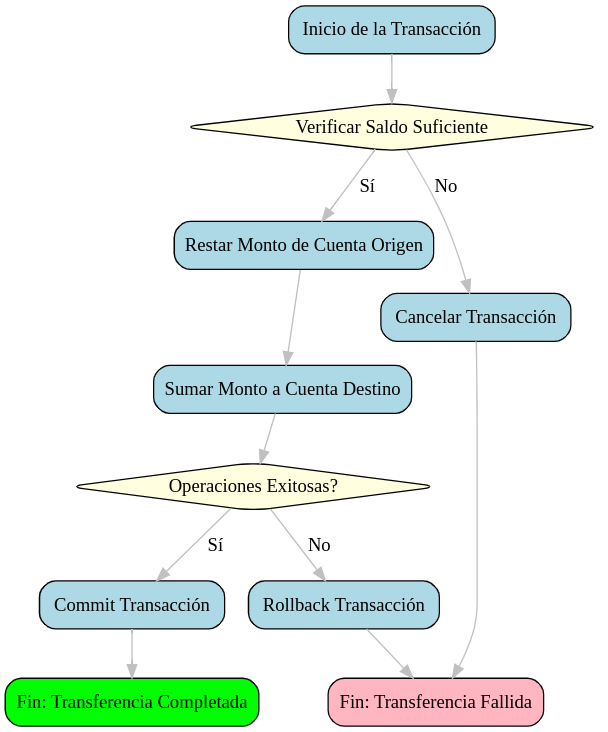 Inicio de la Transacción
Verificar Saldo Suficiente
Sí
No
Restar Monto de Cuenta Origen
Cancelar Transacción
Sumar Monto a Cuenta Destino
Operaciones Exitosas?
Sí
No
Commit Transacción
Rollback Transacción
Fin: Transferencia Completada
Fin: Transferencia Fallida